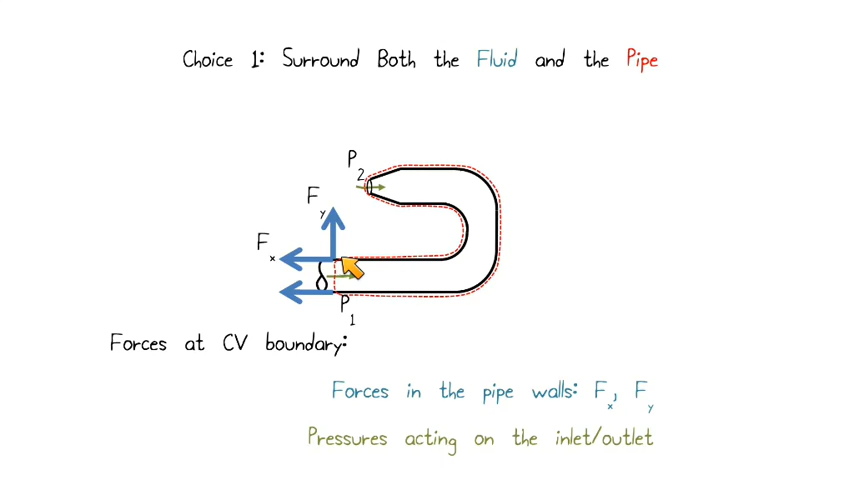 Choice 1: Surround Both the Fluid and the Pipe
P2
Fy
Fx
P1
Forces at CV boundary:
Forces in the pipe walls: Fx, Fy
Pressures acting on the inlet/outlet